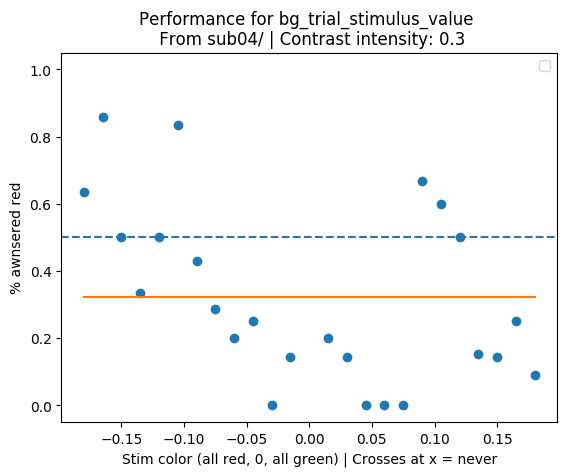 Performance for bg_trial_stimulus_value
From sub04/ | Contrast intensity: 0.3
1.0
0.8
0.6
0.4
0.2
0.0
% awnsered red
−0.15 −0.10 −0.05 0.00 0.05 0.10 0.15
Stim color (all red, 0, all green) | Crosses at x = never